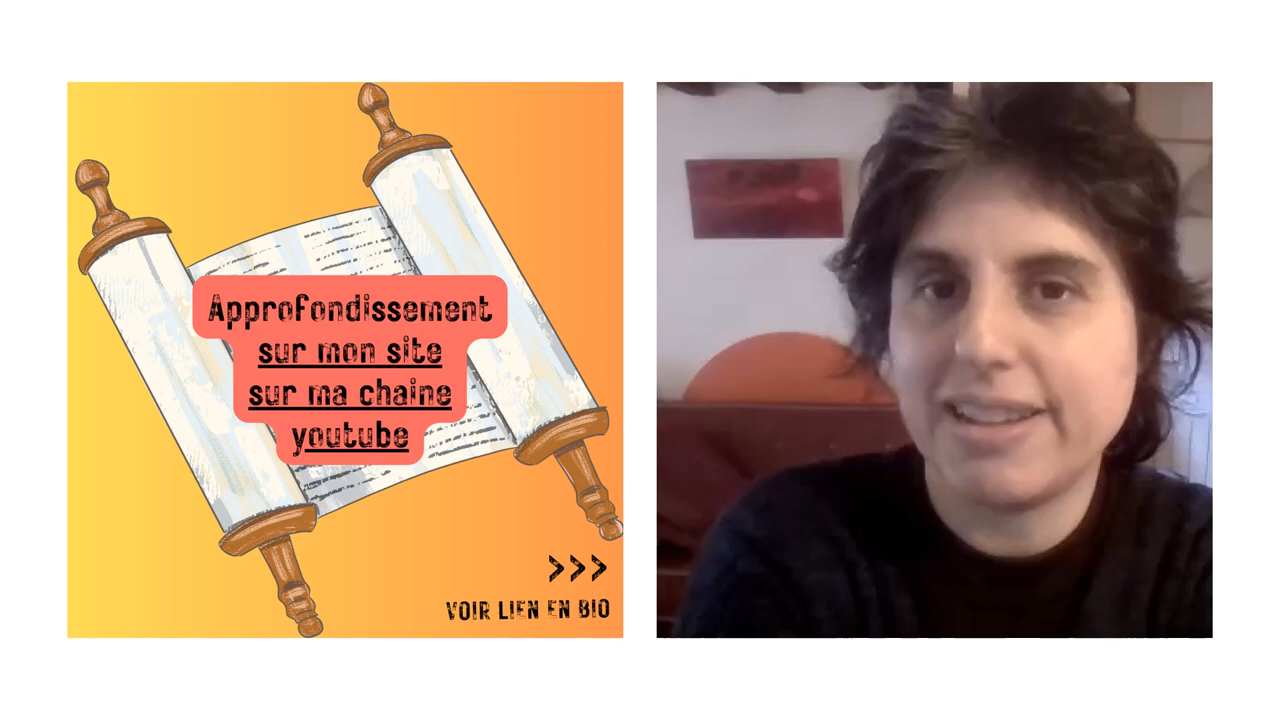 Approfondissement
sur mon site
sur ma chaine
youtube
>>>
VOIR LIEN EN BIO